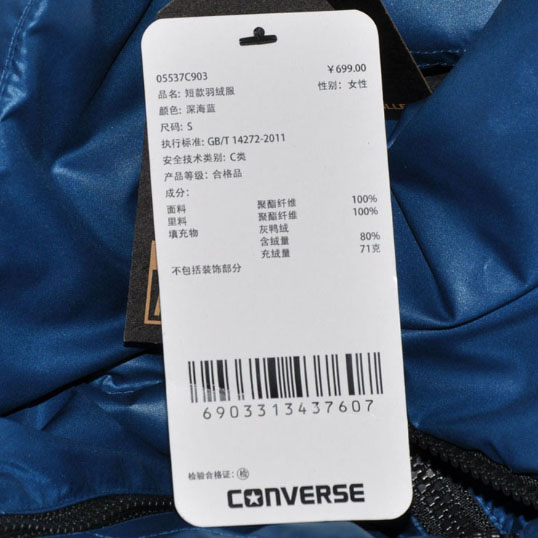 05537C903 ￥699.00
品名: 短款羽绒服 性别: 女性
颜色: 深海蓝
尺码: S
执行标准: GB/T 14272-2011
安全技术类别: C类
产品等级: 合格品
成分:
面料 聚酯纤维 100%
里料 聚酯纤维 100%
填充物 灰鸭绒
含绒量 80%
充绒量 71克
不包括装饰部分
6903313437607
检验合格证: 检
CONVERSE